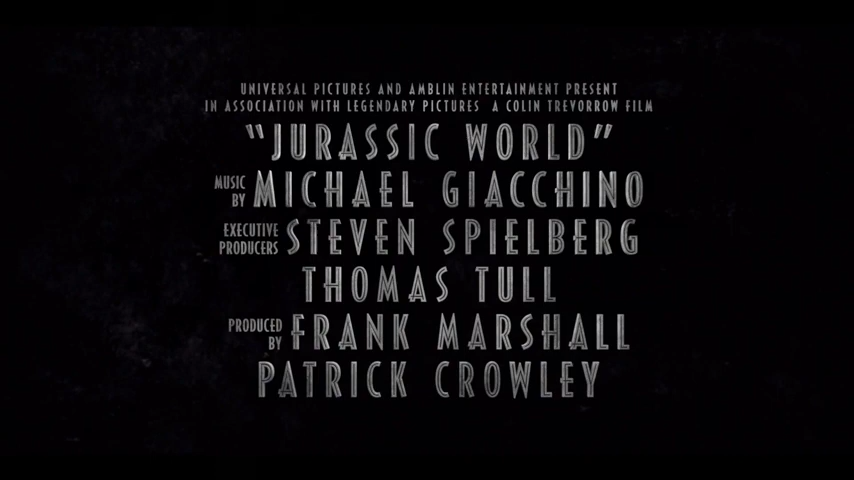 UNIVERSAL PICTURES AND AMBLIN ENTERTAINMENT PRESENT
IN ASSOCIATION WITH LEGENDARY PICTURES A COLIN TREVORROW FILM
"JURASSIC WORLD"
MUSIC BY MICHAEL GIACCHINO
EXECUTIVE PRODUCERS STEVEN SPIELBERG
THOMAS TULL
PRODUCED BY FRANK MARSHALL
PATRICK CROWLEY